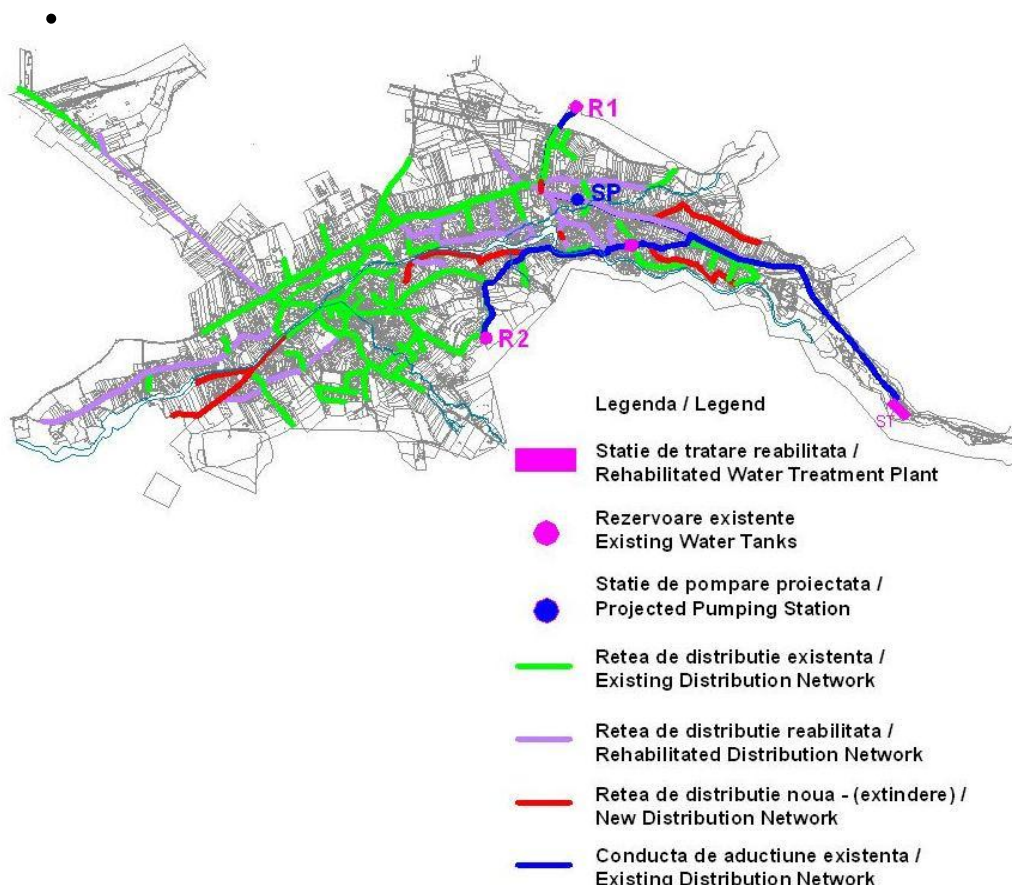 R1
SP
R2
ST
Legenda / Legend
Statie de tratare reabilitata /
Rehabilitated Water Treatment Plant
Rezervoare existente
Existing Water Tanks
Statie de pompare proiectata /
Projected Pumping Station
Retea de distributie existenta /
Existing Distribution Network
Retea de distributie reabilitata /
Rehabilitated Distribution Network
Retea de distributie noua - (extindere) /
New Distribution Network
Conducta de aductiune existenta /
Existing Distribution Network